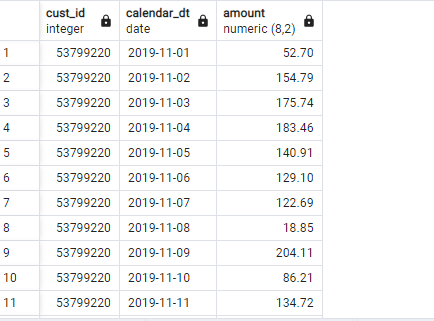 cust_id calendar_dt amount
integer date numeric (8,2)
1 53799220 2019-11-01 52.70
2 53799220 2019-11-02 154.79
3 53799220 2019-11-03 175.74
4 53799220 2019-11-04 183.46
5 53799220 2019-11-05 140.91
6 53799220 2019-11-06 129.10
7 53799220 2019-11-07 122.69
8 53799220 2019-11-08 18.85
9 53799220 2019-11-09 204.11
10 53799220 2019-11-10 86.21
11 53799220 2019-11-11 134.72